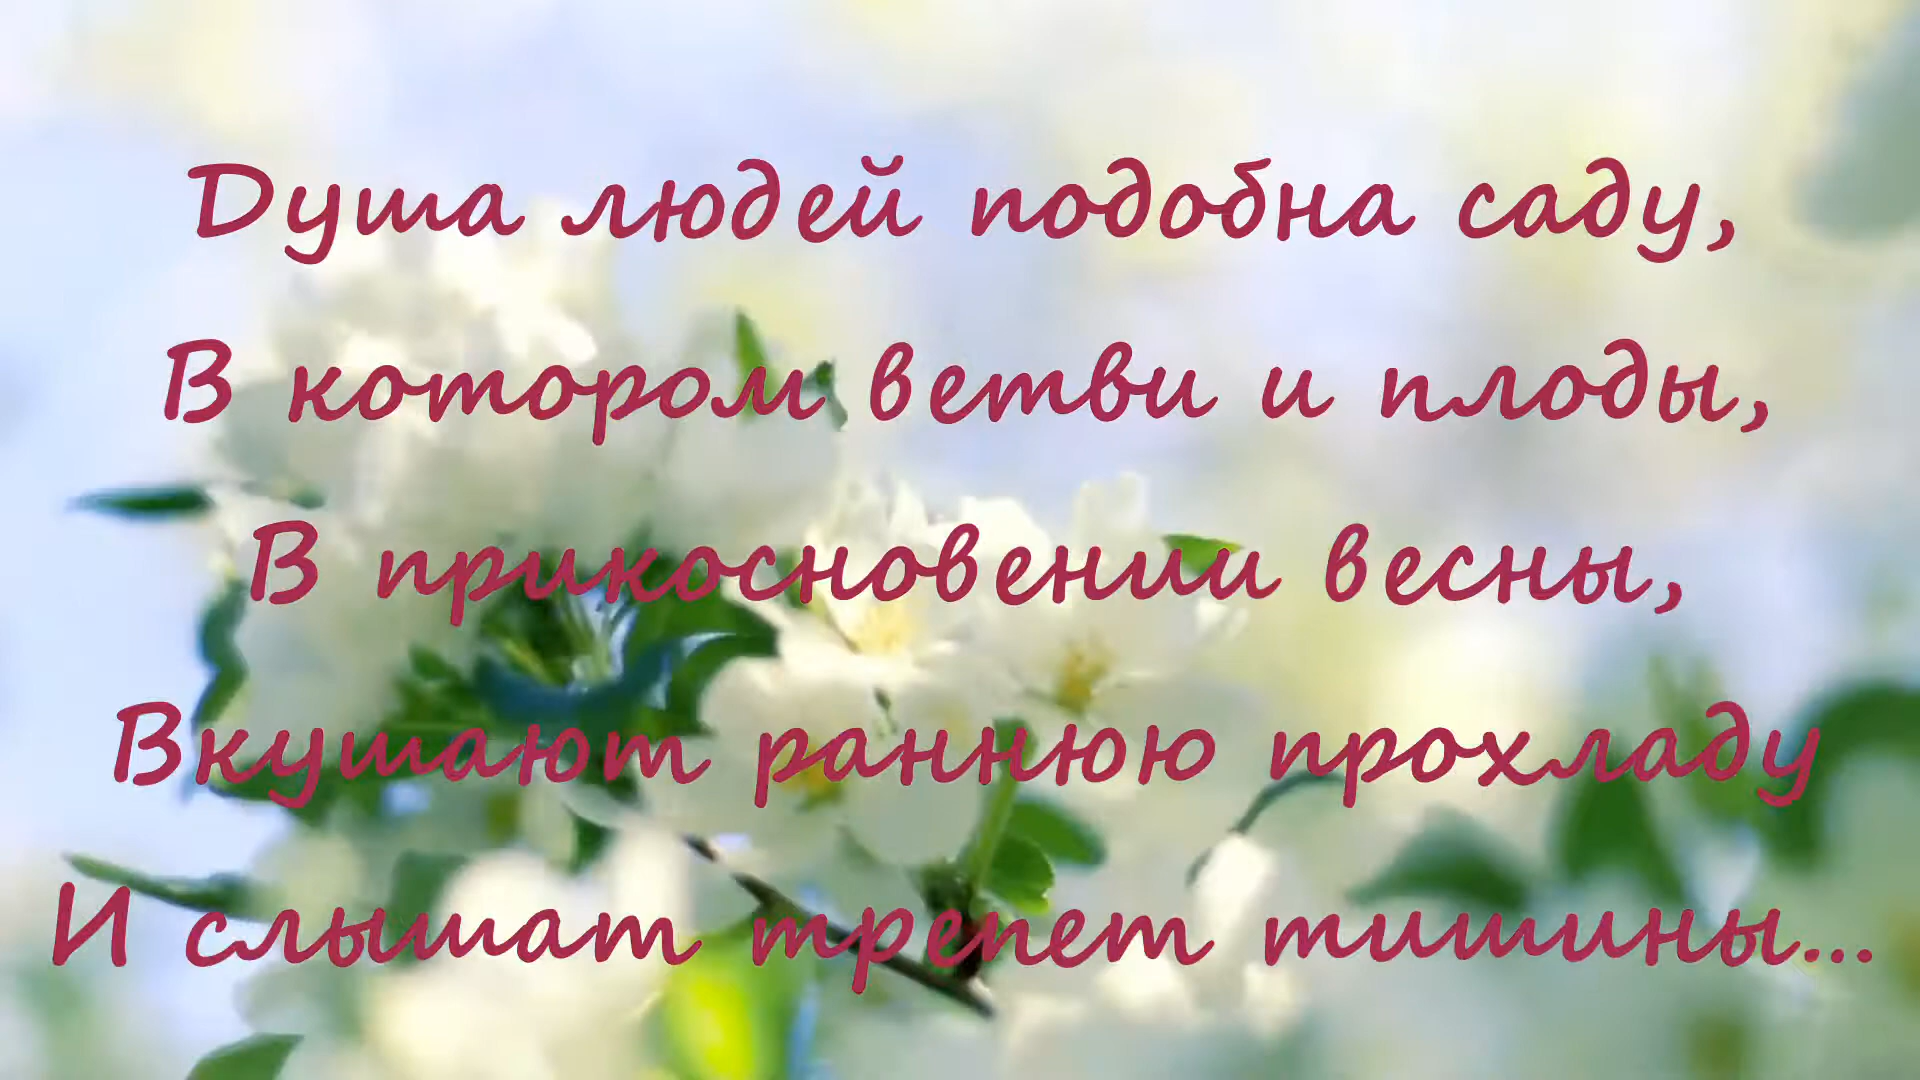 Душа людей подобна саду,
В котором ветви и плоды,
В прикосновении весны,
Вкушают раннюю прохладу
И слышат трепет тишины...